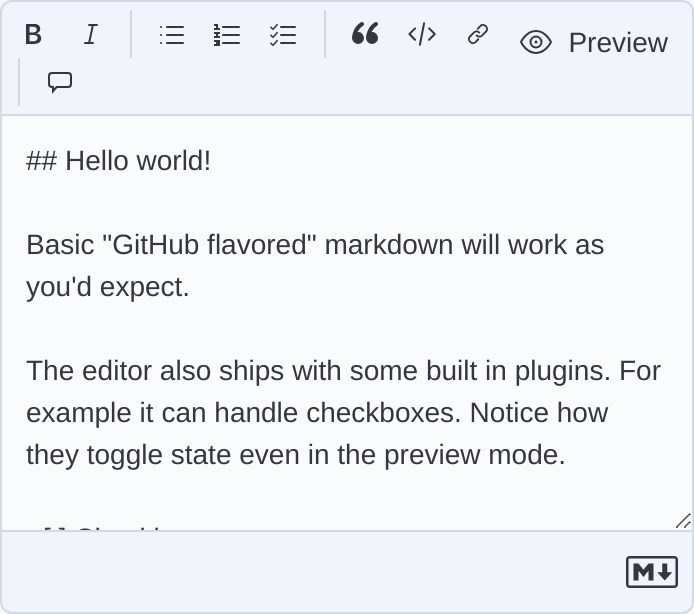 B I Preview
## Hello world!
Basic "GitHub flavored" markdown will work as
you'd expect.
The editor also ships with some built in plugins. For
example it can handle checkboxes. Notice how
they toggle state even in the preview mode.
M